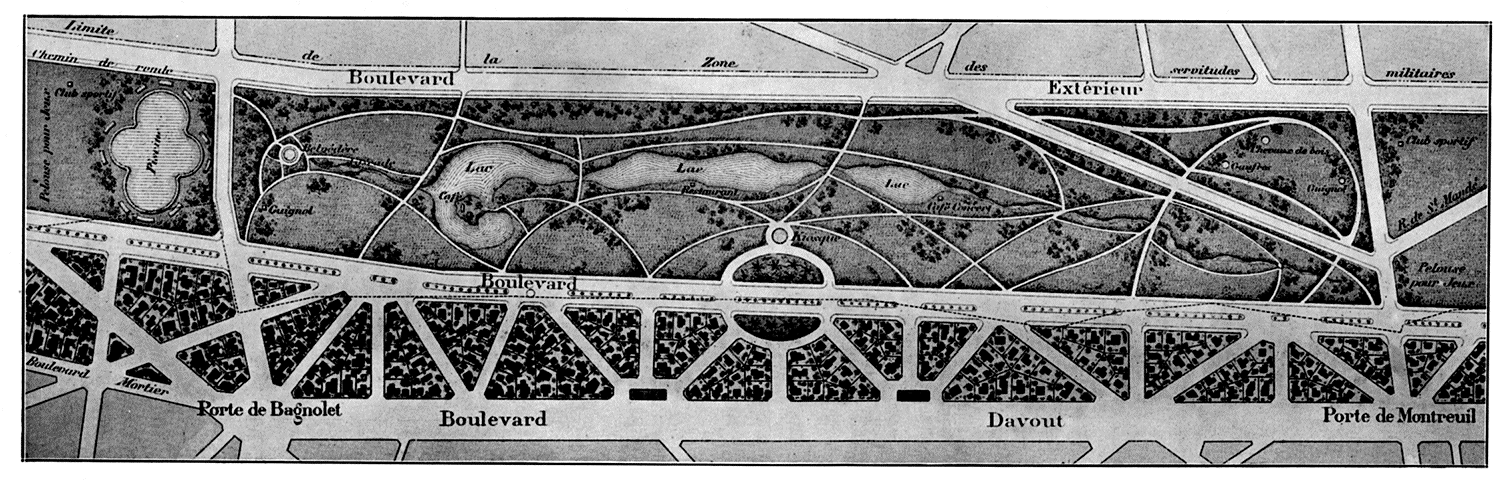 Limite de la Zone des servitudes militaires
Chemin de ronde
Boulevard Extérieur
Club sportif
Pelouse pour Jeux
Piscine
Belvédère
Cascade
Guignol
Lac
Café
Lac
Restaurant
Lac
Café Concert
Kiosque
Chevaux de bois
Gaufres
Guignol
Club sportif
R. de St. Mandé
Pelouse
pour Jeux
Boulevard
Boulevard Mortier
Porte de Bagnolet
Boulevard Davout
Porte de Montreuil